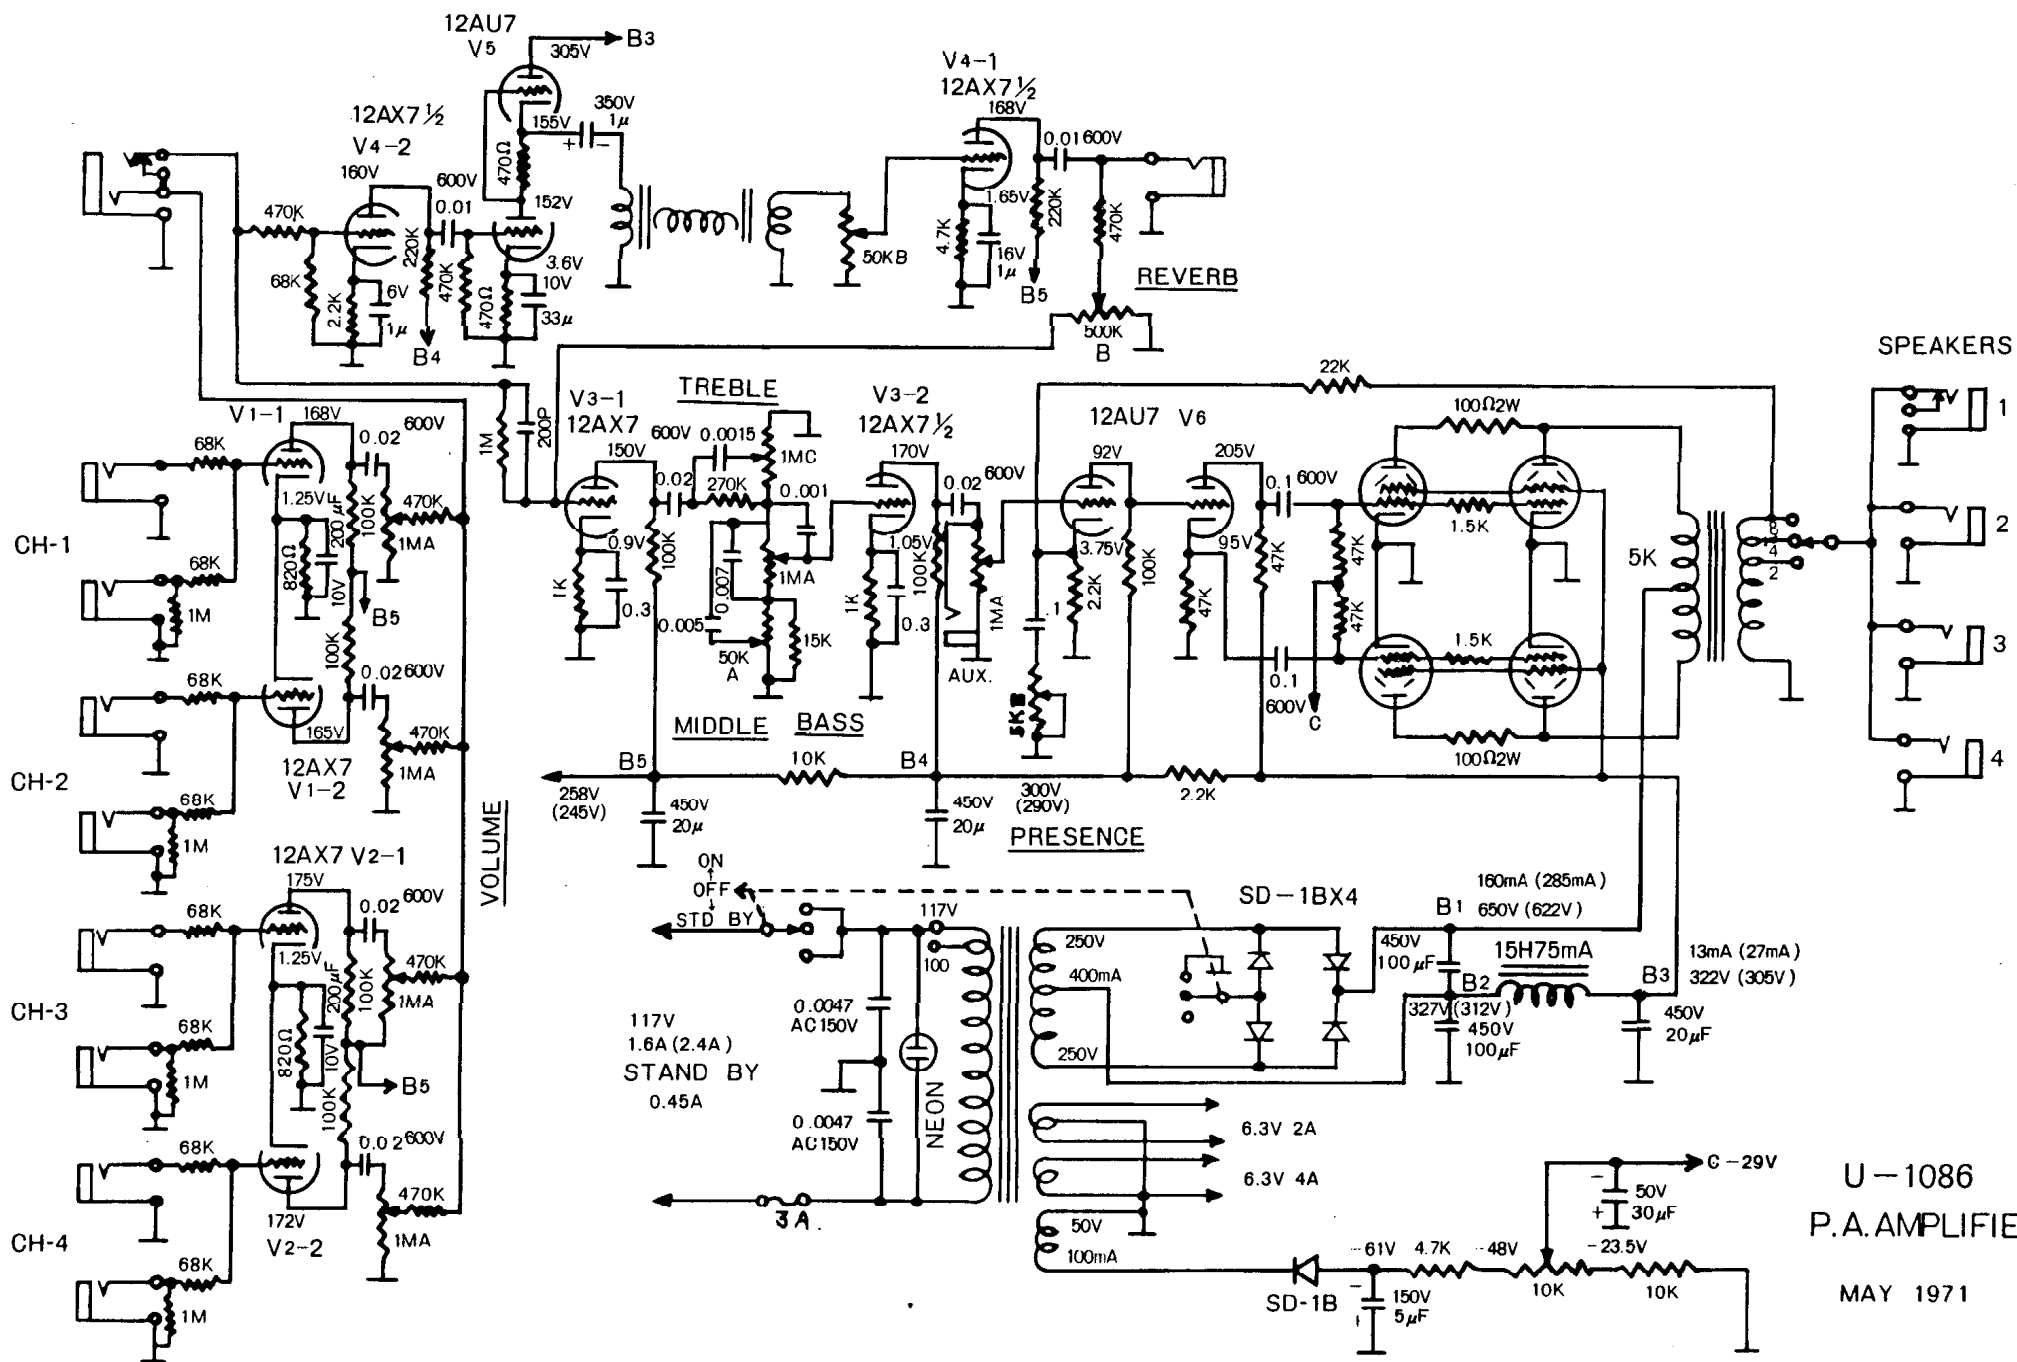 12AU7
V5
305V
B3
12AX7½
V4-2
160V
350V
1μ
155V
+
-
470Ω
152V
600V
0.01
470K
68K
2.2K
6V
1μ
220K
B4
470K
470Ω
3.6V
10V
33μ
50KB
V4-1
12AX7½
168V
0.01
600V
1.65V
220K
4.7K
16V
1μ
B5
470K
REVERB
500K
B
SPEAKERS
1
2
3
4
V1-1
168V
0.02
600V
68K
1.25V
200μF
100K
470K
1MA
CH-1
68K
1M
820Ω
10V
B5
100K
68K
0.02
600V
470K
165V
1MA
12AX7
V1-2
CH-2
68K
1M
VOLUME
12AX7 V2-1
175V
0.02
600V
68K
1.25V
200μF
100K
470K
1MA
CH-3
68K
1M
820Ω
10V
B5
100K
68K
0.02
600V
470K
172V
1MA
V2-2
CH-4
68K
1M
1M
200P
V3-1
12AX7
150V
0.9V
1K
0.3
100K
TREBLE
600V
0.0015
0.02
270K
1MC
0.001
0.007
1MA
0.005
50K
A
15K
MIDDLE
BASS
V3-2
12AX7½
170V
1.05V
1K
0.3
0.02
600V
100K
1MA
AUX.
22K
12AU7 V6
92V
205V
3.75V
95V
.1
2.2K
100K
47K
47K
5K
PRESENCE
0.1
600V
47K
47K
0.1
600V
C
100Ω2W
1.5K
1.5K
100Ω2W
5K
8
4
2
B5
10K
B4
2.2K
258V
(245V)
300V
(290V)
450V
20μ
450V
20μ
ON
OFF
STD BY
117V
100
117V
1.6A (2.4A)
STAND BY
0.45A
0.0047
AC150V
0.0047
AC150V
NEON
3A.
250V
400mA
250V
SD-1BX4
160mA (285mA)
B1
650V (622V)
450V
100μF
15H75mA
13mA (27mA)
322V (305V)
B2
B3
327V (312V)
450V
100μF
450V
20μF
6.3V 2A
6.3V 4A
50V
100mA
SD-1B
-61V
4.7K
-48V
-23.5V
10K
10K
-
150V
5μF
+
C -29V
-
50V
+
30μF
U-1086
P.A.AMPLIFIE
MAY 1971